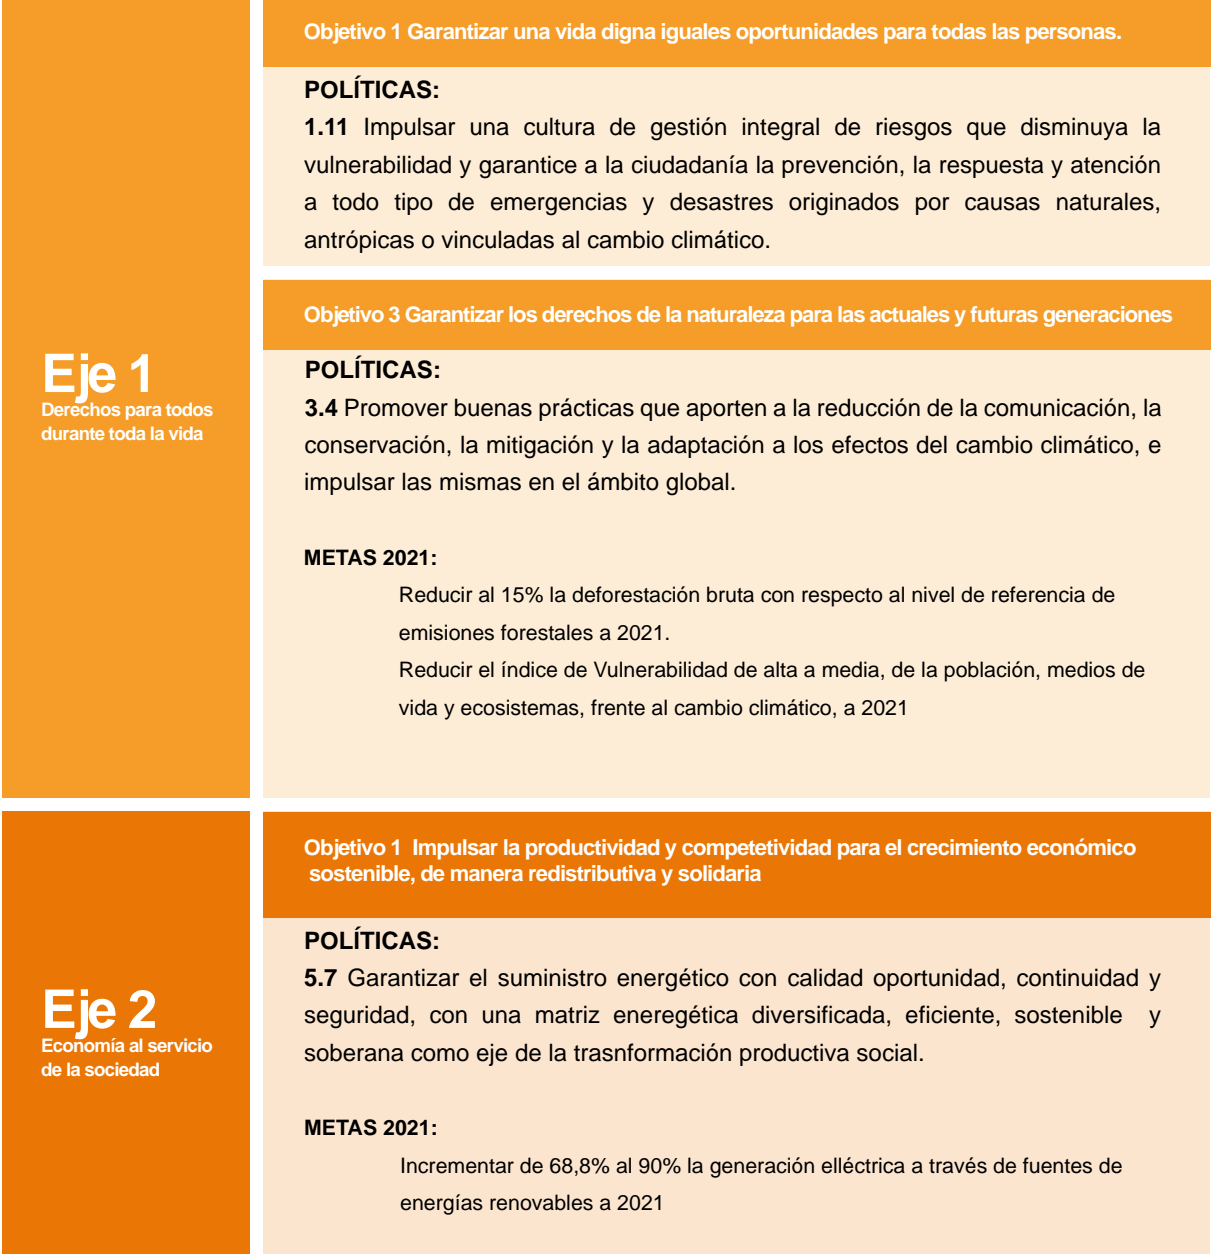 Objetivo 1 Garantizar una vida digna iguales oportunidades para todas las personas.
POLÍTICAS:
1.11 Impulsar una cultura de gestión integral de riesgos que disminuya la
vulnerabilidad y garantice a la ciudadanía la prevención, la respuesta y atención
a todo tipo de emergencias y desastres originados por causas naturales,
antrópicas o vinculadas al cambio climático.
Eje 1
Derechos para todos
durante toda la vida
Objetivo 3 Garantizar los derechos de la naturaleza para las actuales y futuras generaciones
POLÍTICAS:
3.4 Promover buenas prácticas que aporten a la reducción de la comunicación, la
conservación, la mitigación y la adaptación a los efectos del cambio climático, e
impulsar las mismas en el ámbito global.
METAS 2021:
Reducir al 15% la deforestación bruta con respecto al nivel de referencia de
emisiones forestales a 2021.
Reducir el índice de Vulnerabilidad de alta a media, de la población, medios de
vida y ecosistemas, frente al cambio climático, a 2021
Eje 2
Economía al servicio
de la sociedad
Objetivo 1 Impulsar la productividad y competetividad para el crecimiento económico
sostenible, de manera redistributiva y solidaria
POLÍTICAS:
5.7 Garantizar el suministro energético con calidad oportunidad, continuidad y
seguridad, con una matriz eneregética diversificada, eficiente, sostenible y
soberana como eje de la trasnformación productiva social.
METAS 2021:
Incrementar de 68,8% al 90% la generación elléctrica a través de fuentes de
energías renovables a 2021